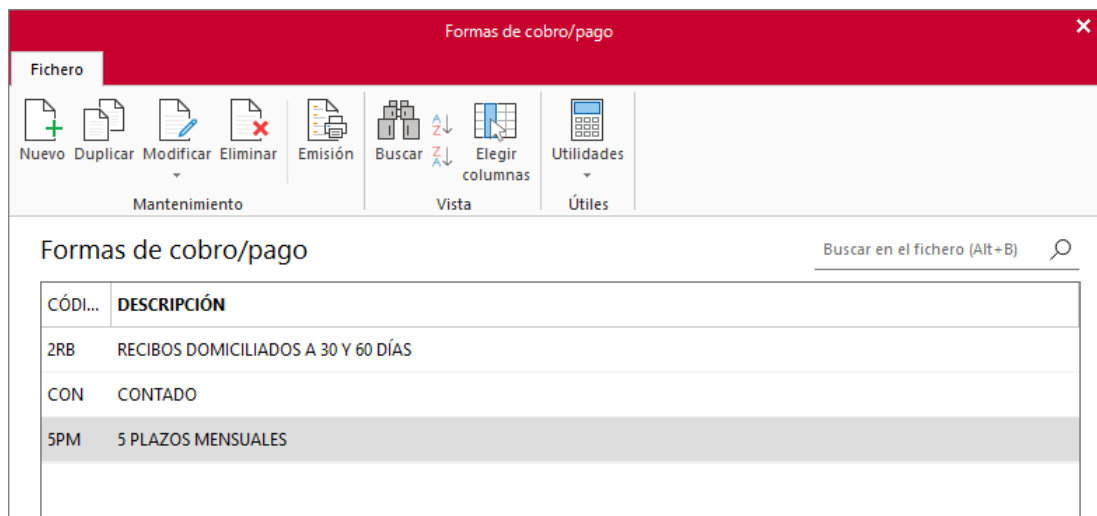 Formas de cobro/pago
Fichero
Nuevo Duplicar Modificar Eliminar Emisión Buscar Elegir columnas Utilidades
Mantenimiento Vista Útiles
Formas de cobro/pago Buscar en el fichero (Alt+B)
CÓDI... DESCRIPCIÓN
2RB RECIBOS DOMICILIADOS A 30 Y 60 DÍAS
CON CONTADO
5PM 5 PLAZOS MENSUALES